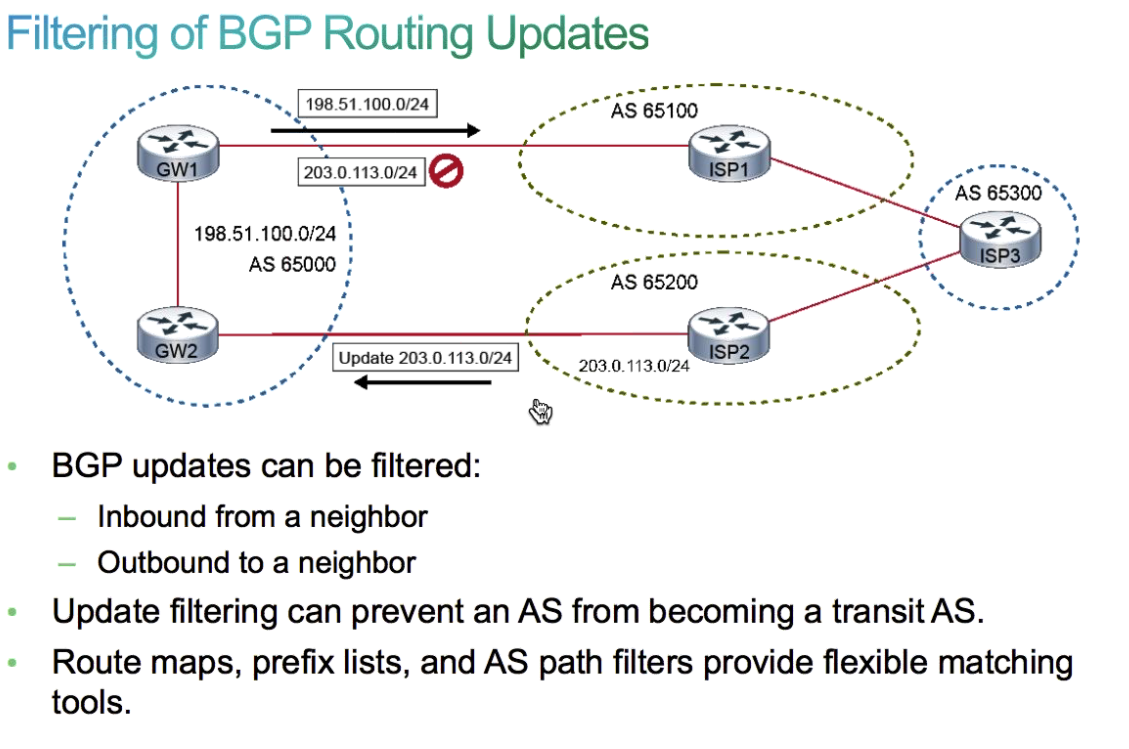 Filtering of BGP Routing Updates
198.51.100.0/24
AS 65100
GW1
203.0.113.0/24
ISP1
AS 65300
198.51.100.0/24
AS 65000
ISP3
AS 65200
GW2
Update 203.0.113.0/24
ISP2
203.0.113.0/24
• BGP updates can be filtered:
– Inbound from a neighbor
– Outbound to a neighbor
• Update filtering can prevent an AS from becoming a transit AS.
• Route maps, prefix lists, and AS path filters provide flexible matching
tools.